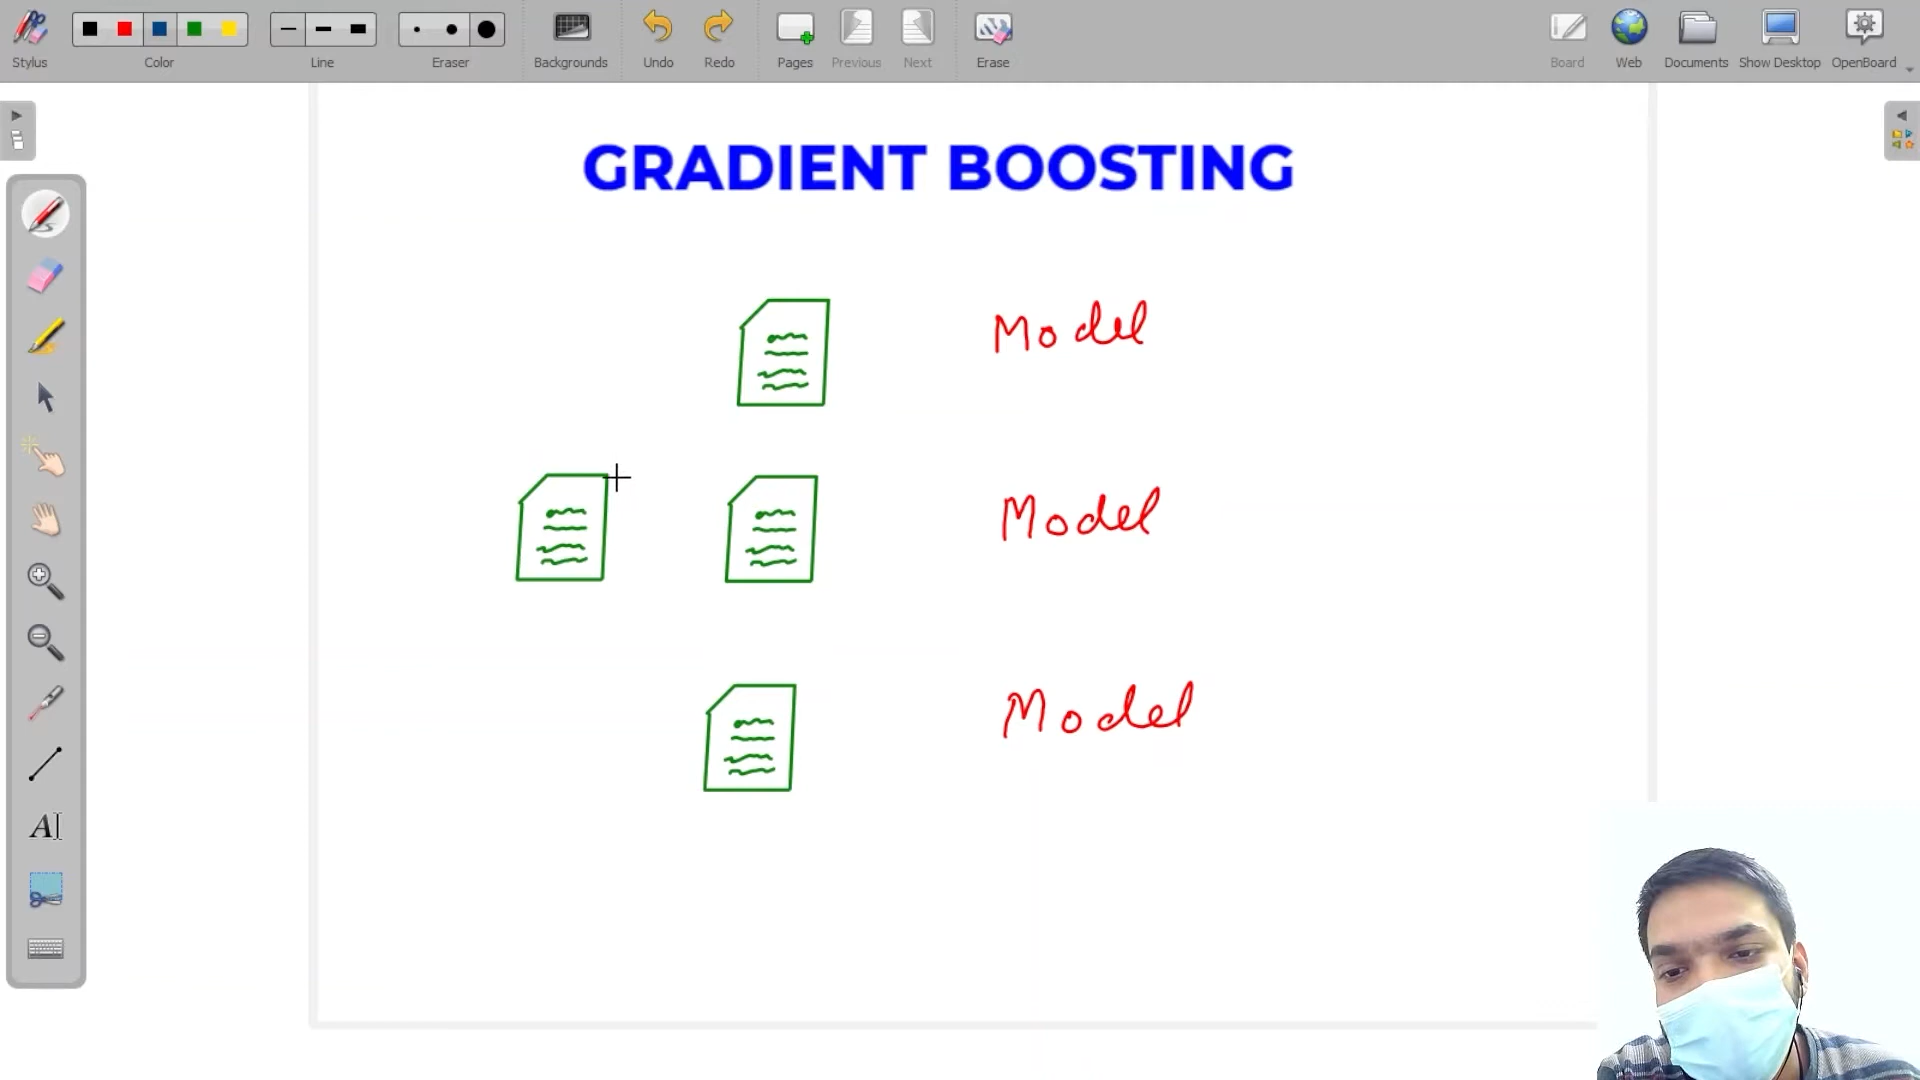 Stylus
Color
Line
Eraser
Backgrounds
Undo
Redo
Pages
Previous
Next
Erase
Board
Web
Documents
Show Desktop
OpenBoard
GRADIENT BOOSTING
Model
Model
Model
A